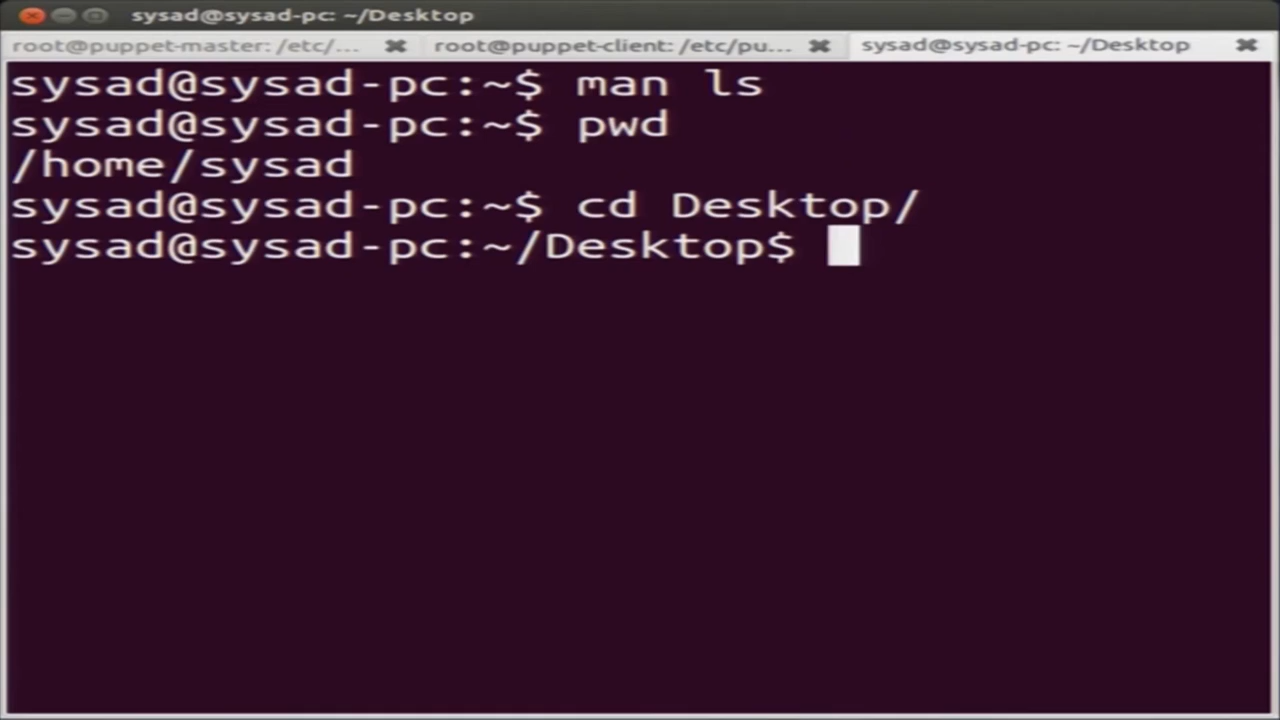 sysad@sysad-pc: ~/Desktop
root@puppet-master: /etc/... root@puppet-client: /etc/pu... sysad@sysad-pc: ~/Desktop
sysad@sysad-pc:~$ man ls
sysad@sysad-pc:~$ pwd
/home/sysad
sysad@sysad-pc:~$ cd Desktop/
sysad@sysad-pc:~/Desktop$